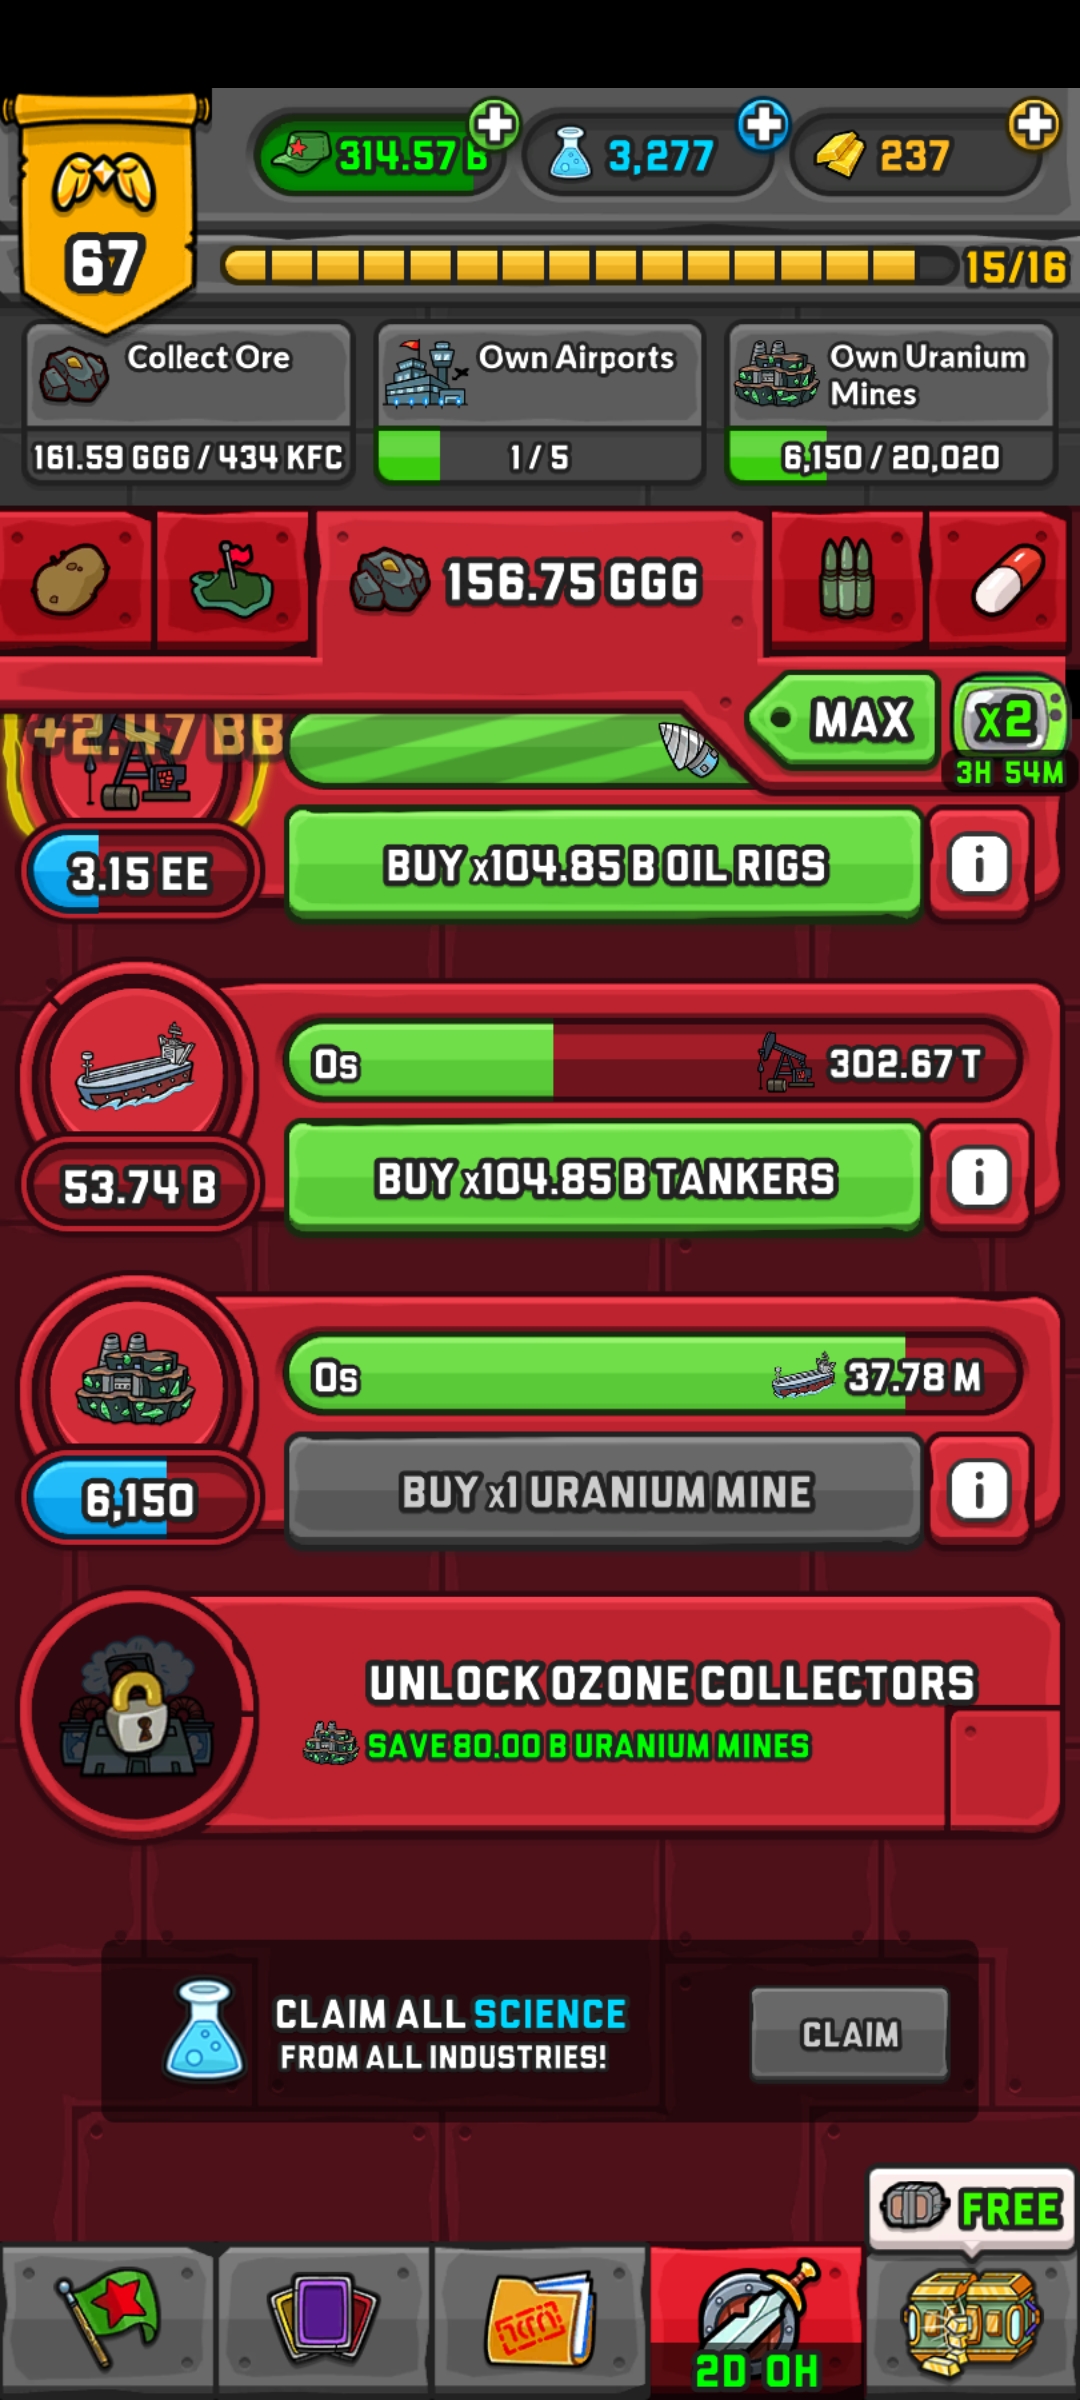 314.57 B
3,277
237
67
15/16
Collect Ore
161.59 GGG / 434 KFC
Own Airports
1 / 5
Own Uranium
Mines
6,150 / 20,020
156.75 GGG
MAX
x2
3H 54M
+2.47 BB
3.15 EE
BUY x104.85 B OIL RIGS
i
0s
302.67 T
53.74 B
BUY x104.85 B TANKERS
i
0s
37.78 M
6,150
BUY x1 URANIUM MINE
i
UNLOCK OZONE COLLECTORS
SAVE 80.00 B URANIUM MINES
CLAIM ALL SCIENCE
FROM ALL INDUSTRIES!
CLAIM
FREE
2D 0H